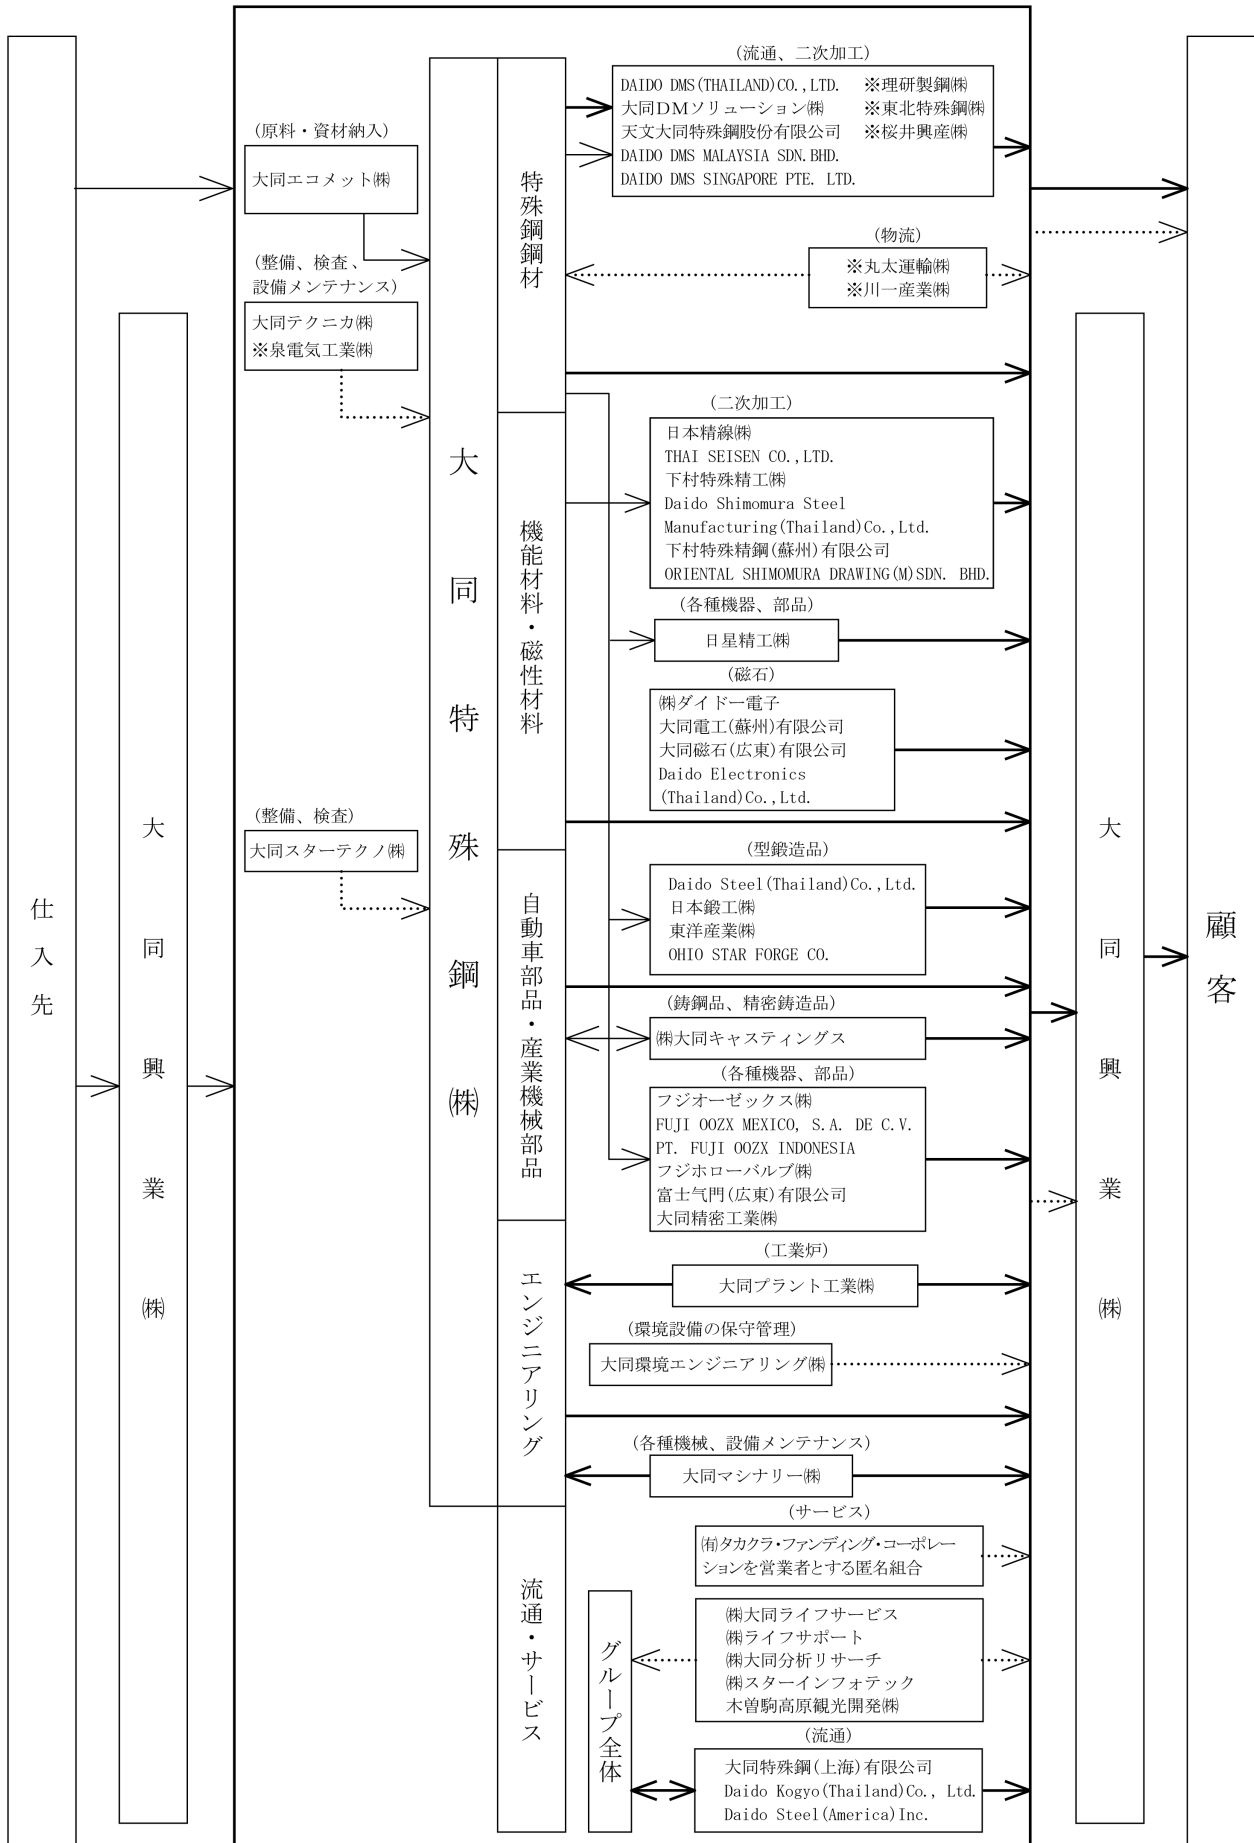 仕入先
大同興業㈱
(原料・資材納入)
大同エコメット㈱
(整備、検査、
設備メンテナンス)
大同テクニカ㈱
※泉電気工業㈱
(整備、検査)
大同スターテクノ㈱
大同特殊鋼㈱
特殊鋼鋼材
(流通、二次加工)
DAIDO DMS(THAILAND)CO.,LTD. ※理研製鋼㈱
大同DMソリューション㈱ ※東北特殊鋼㈱
天文大同特殊鋼股份有限公司 ※桜井興産㈱
DAIDO DMS MALAYSIA SDN.BHD.
DAIDO DMS SINGAPORE PTE. LTD.
(物流)
※丸太運輸㈱
※川一産業㈱
機能材料・磁性材料
(二次加工)
日本精線㈱
THAI SEISEN CO.,LTD.
下村特殊精工㈱
Daido Shimomura Steel
Manufacturing(Thailand)Co.,Ltd.
下村特殊精鋼(蘇州)有限公司
ORIENTAL SHIMOMURA DRAWING(M)SDN. BHD.
(各種機器、部品)
日星精工㈱
(磁石)
㈱ダイドー電子
大同電工(蘇州)有限公司
大同磁石(広東)有限公司
Daido Electronics
(Thailand)Co.,Ltd.
自動車部品・産業機械部品
(型鍛造品)
Daido Steel(Thailand)Co.,Ltd.
日本鍛工㈱
東洋産業㈱
OHIO STAR FORGE CO.
(鋳鋼品、精密鋳造品)
㈱大同キャスティングス
(各種機器、部品)
フジオーゼックス㈱
FUJI OOZX MEXICO, S.A. DE C.V.
PT. FUJI OOZX INDONESIA
フジホローバルブ㈱
富士气門(広東)有限公司
大同精密工業㈱
エンジニアリング
(工業炉)
大同プラント工業㈱
(環境設備の保守管理)
大同環境エンジニアリング㈱
(各種機械、設備メンテナンス)
大同マシナリー㈱
流通・サービス
(サービス)
㈲タカクラ・ファンディング・コーポレー
ションを営業者とする匿名組合
グループ全体
㈱大同ライフサービス
㈱ライフサポート
㈱大同分析リサーチ
㈱スターインフォテック
木曽駒高原観光開発㈱
(流通)
大同特殊鋼(上海)有限公司
Daido Kogyo(Thailand)Co., Ltd.
Daido Steel(America)Inc.
大同興業㈱
顧客